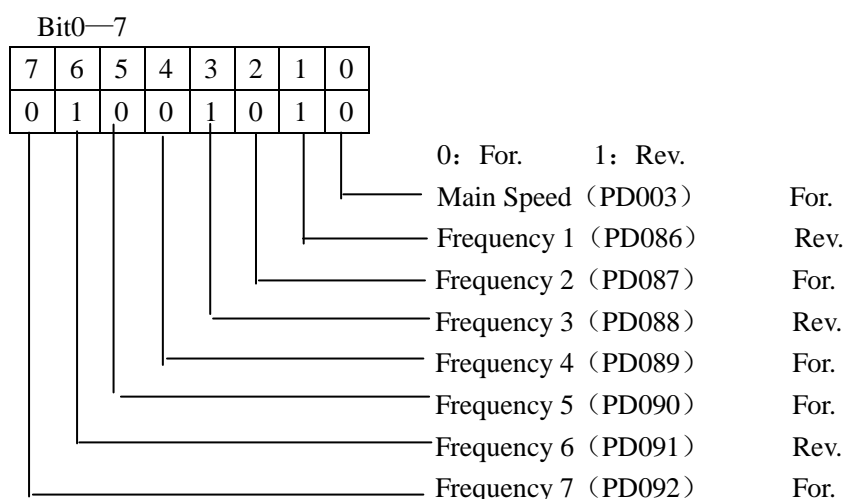 Bit0—7
7 6 5 4 3 2 1 0
0 1 0 0 1 0 1 0
0：For. 1：Rev.
Main Speed（PD003） For.
Frequency 1（PD086） Rev.
Frequency 2（PD087） For.
Frequency 3（PD088） Rev.
Frequency 4（PD089） For.
Frequency 5（PD090） For.
Frequency 6（PD091） Rev.
Frequency 7（PD092） For.